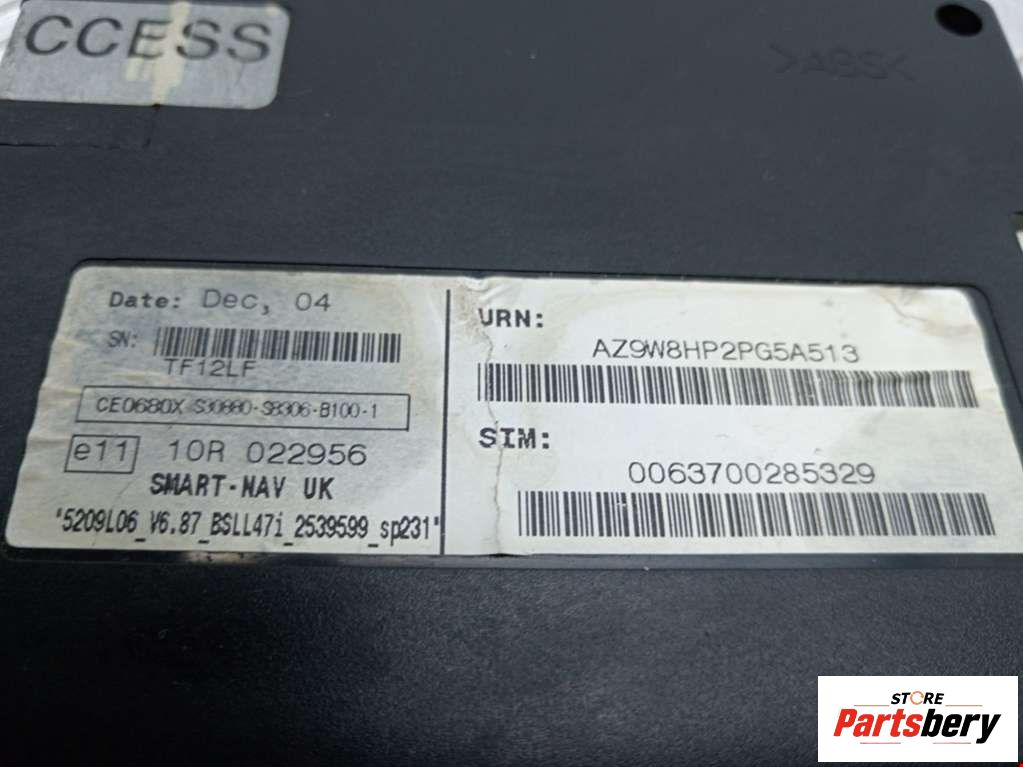 CCESS
>ABS<
Date: Dec, 04
SN:
TF12LF
CE0680X S30880-S8306-B100-1
e11 10R 022956
SMART-NAV UK
'5209L06_V6.87_BSLL47i_2539599_sp231'
URN:
AZ9W8HP2PG5A513
SIM:
0063700285329
STORE
Partsbery